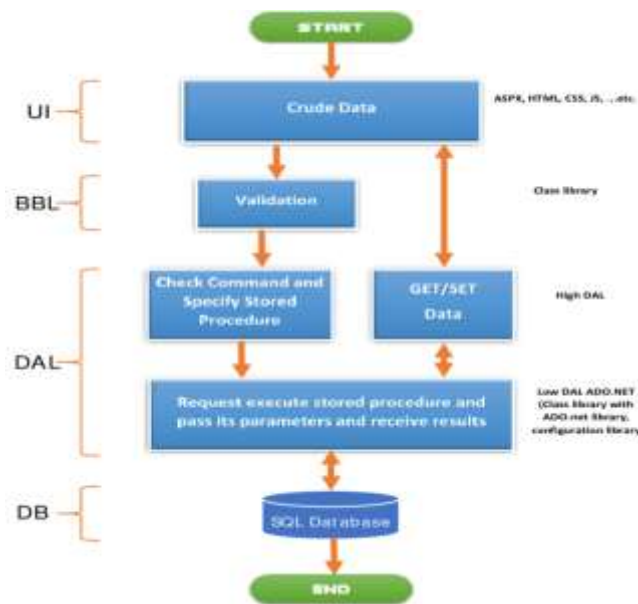 START
UI
Crude Data
ASPX, HTML, CSS, JS, ...etc.
BBL
Validation
Class library
DAL
Check Command and
Specify Stored
Procedure
GET/SET
Data
High DAL
Request execute stored procedure and
pass its parameters and receive results
Low DAL ADO.NET
(Class library with
ADO.net library,
configuration library
DB
SQL Database
END